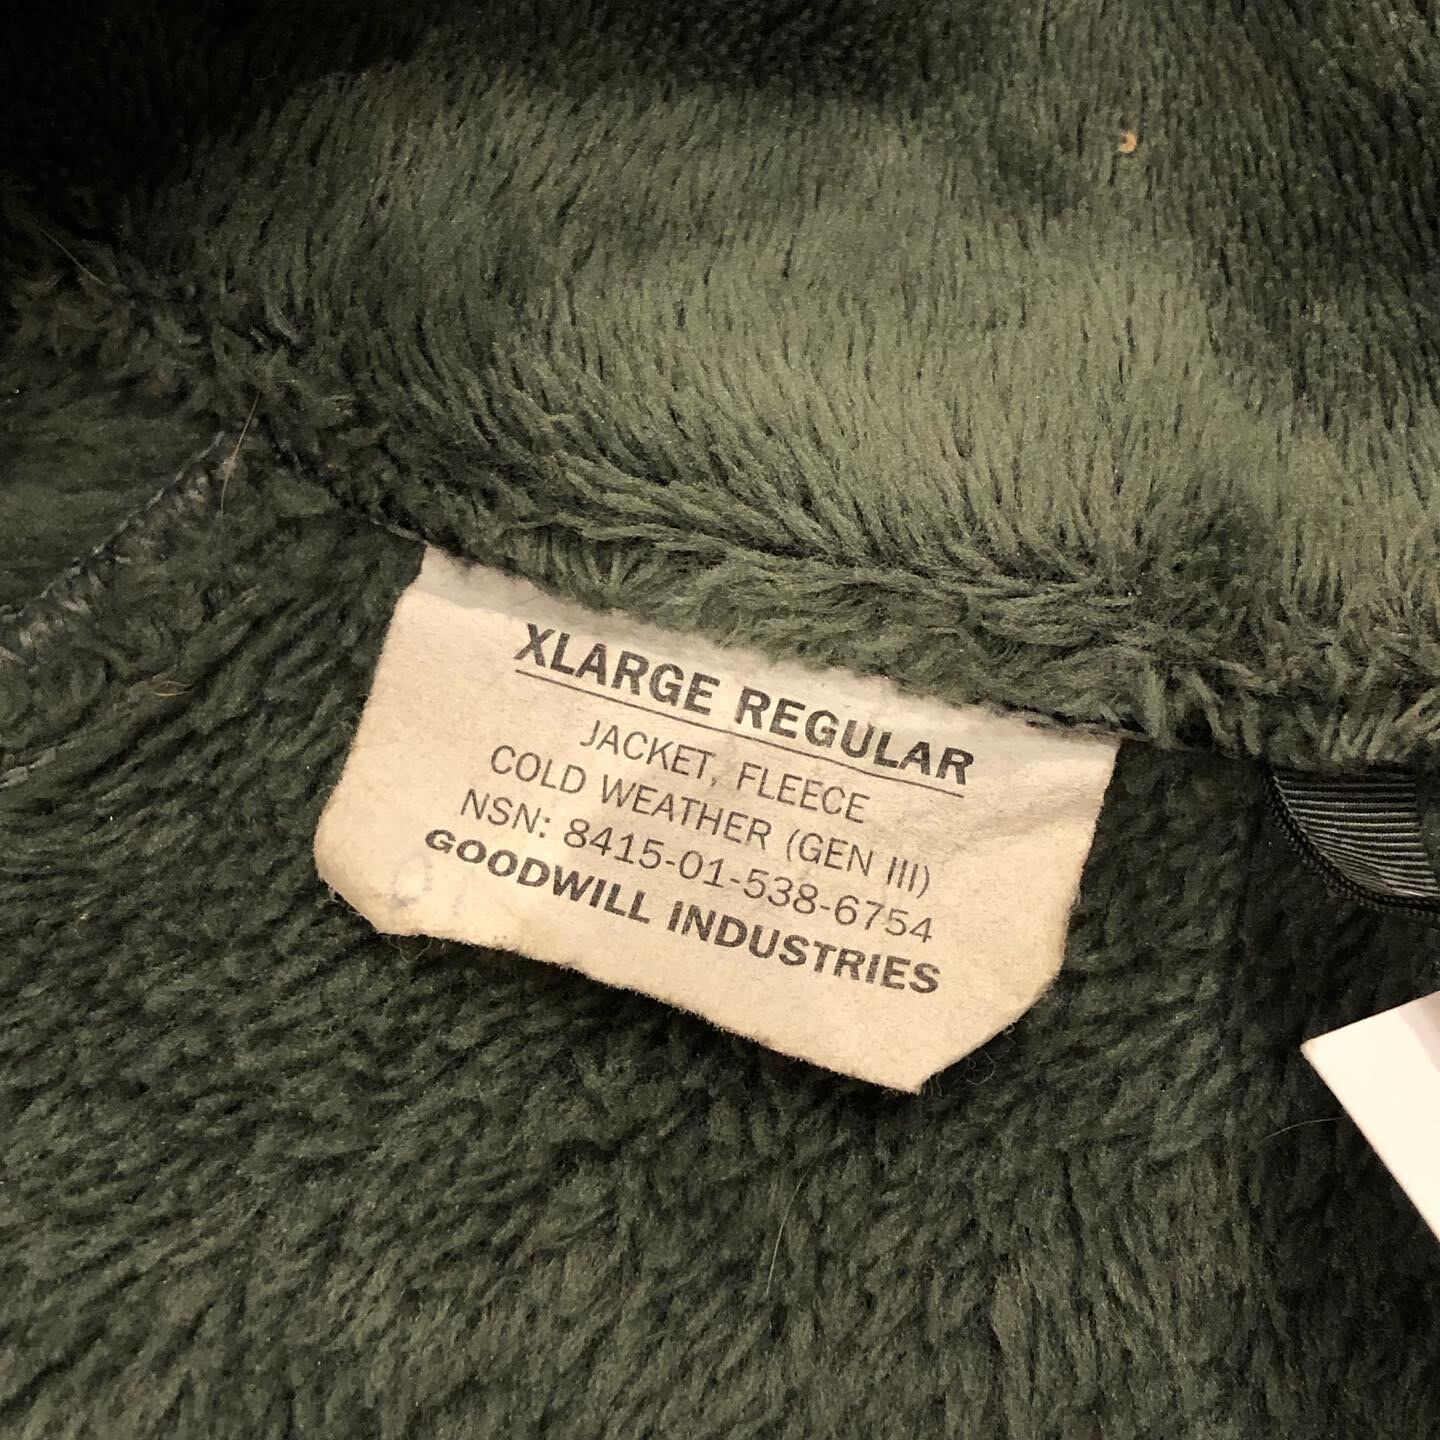 XLARGE REGULAR
JACKET, FLEECE
COLD WEATHER (GEN III)
NSN: 8415-01-538-6754
GOODWILL INDUSTRIES